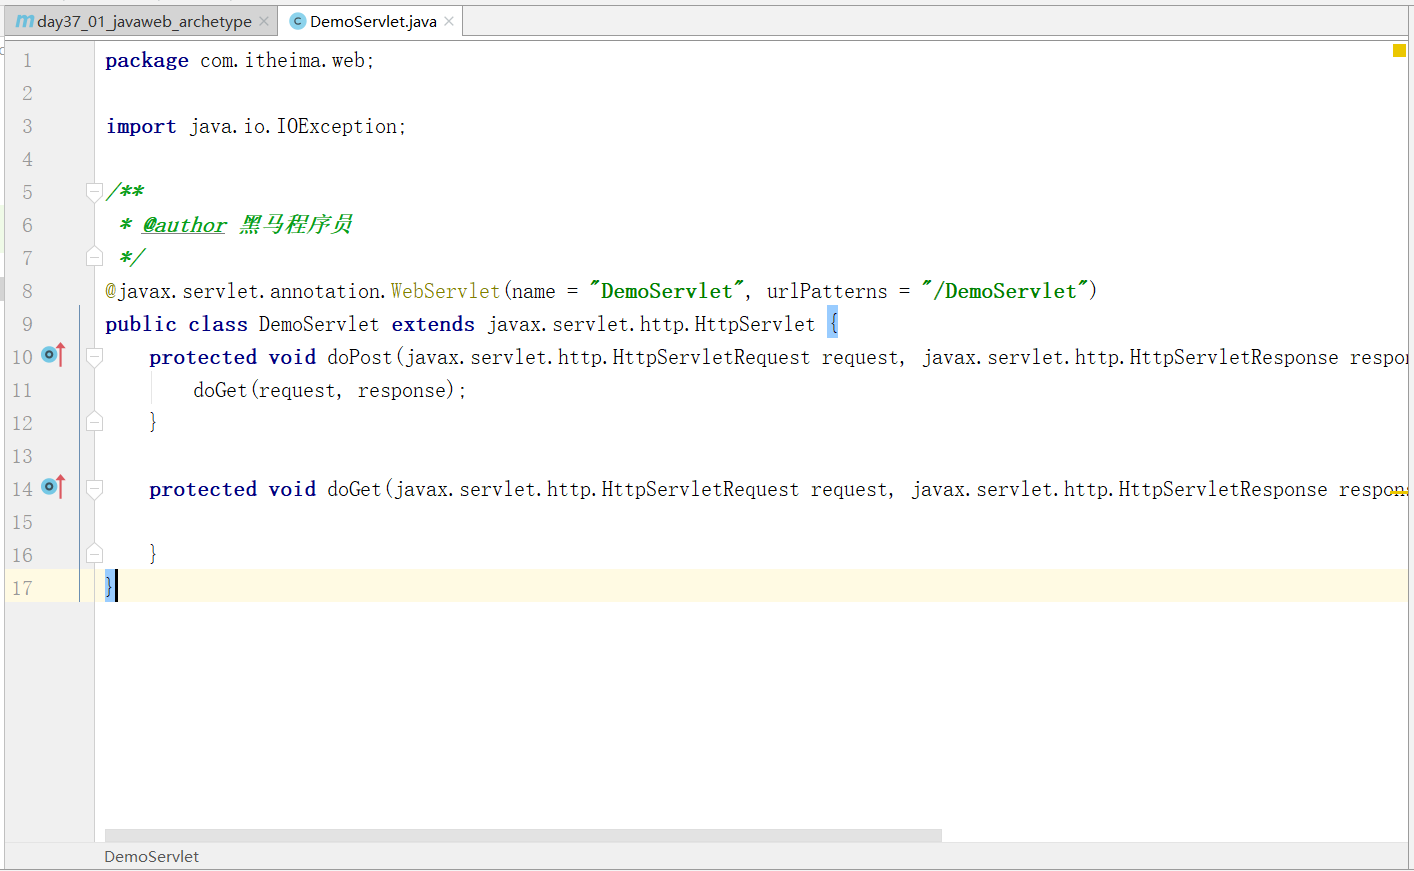 day37_01_javaweb_archetype DemoServlet.java
1 package com.itheima.web;
2
3 import java.io.IOException;
4
5 /**
6 * @author 黑马程序员
7 */
8 @javax.servlet.annotation.WebServlet(name = "DemoServlet", urlPatterns = "/DemoServlet")
9 public class DemoServlet extends javax.servlet.http.HttpServlet {
10 protected void doPost(javax.servlet.http.HttpServletRequest request, javax.servlet.http.HttpServletResponse respon
11 doGet(request, response);
12 }
13
14 protected void doGet(javax.servlet.http.HttpServletRequest request, javax.servlet.http.HttpServletResponse respons
15
16 }
17 }
DemoServlet